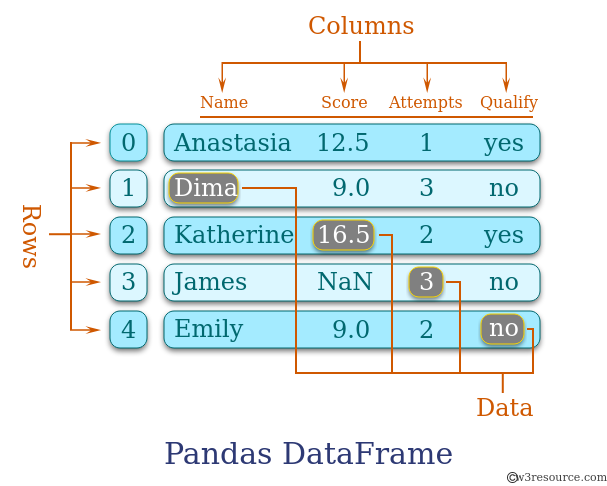 Columns
Name Score Attempts Qualify
0 Anastasia 12.5 1 yes
1 Dima 9.0 3 no
Rows
2 Katherine 16.5 2 yes
3 James NaN 3 no
4 Emily 9.0 2 no
Data
Pandas DataFrame
©w3resource.com